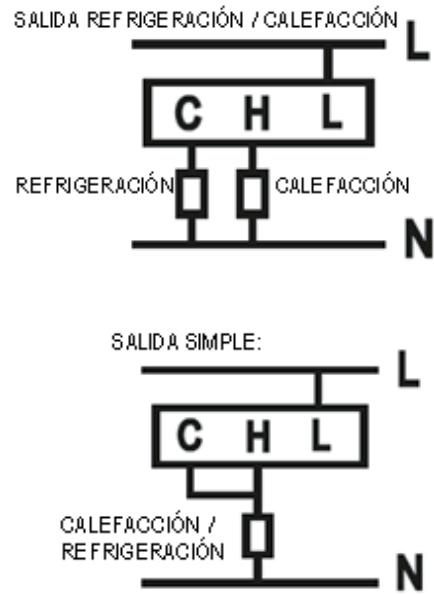 SALIDA REFRIGERACIÓN / CALEFACCIÓN
L
C H L
REFRIGERACIÓN CALEFACCIÓN
N
SALIDA SIMPLE:
L
C H L
CALEFACCIÓN /
REFRIGERACIÓN
N